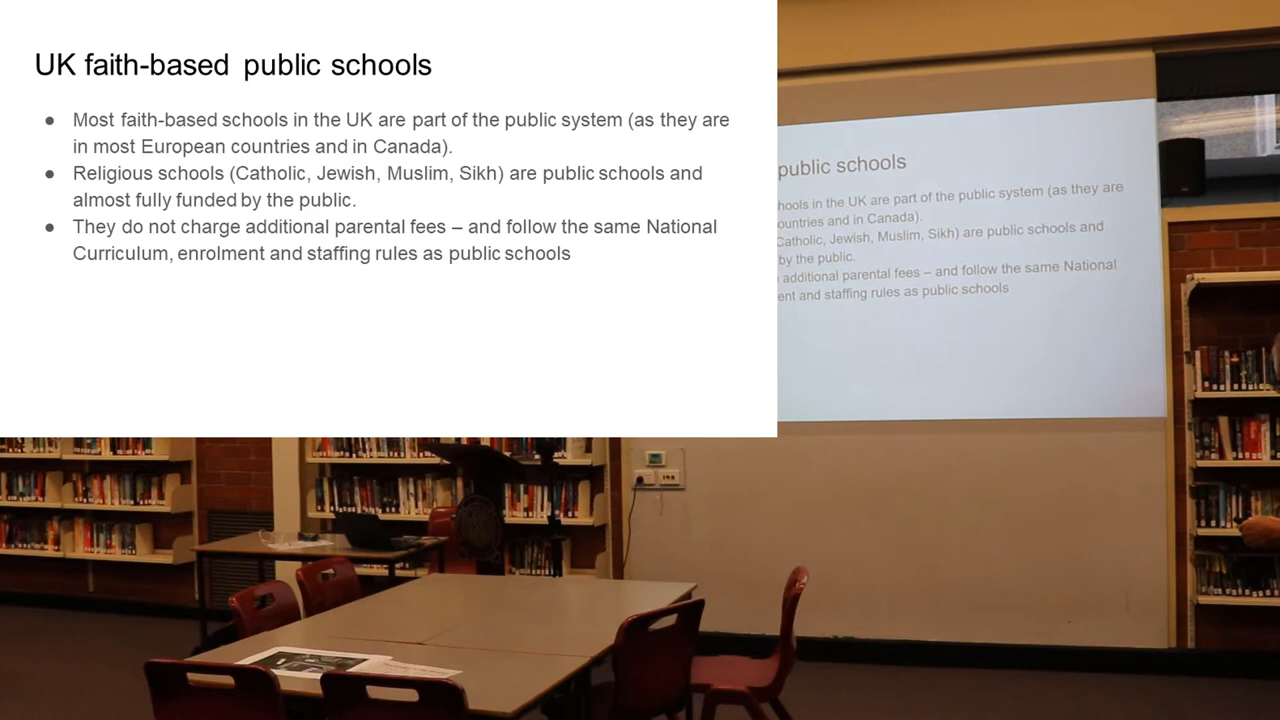 UK faith-based public schools
● Most faith-based schools in the UK are part of the public system (as they are
in most European countries and in Canada).
● Religious schools (Catholic, Jewish, Muslim, Sikh) are public schools and
almost fully funded by the public.
● They do not charge additional parental fees – and follow the same National
Curriculum, enrolment and staffing rules as public schools
public schools
hools in the UK are part of the public system (as they are
ountries and in Canada).
Catholic, Jewish, Muslim, Sikh) are public schools and
by the public.
additional parental fees – and follow the same National
ent and staffing rules as public schools